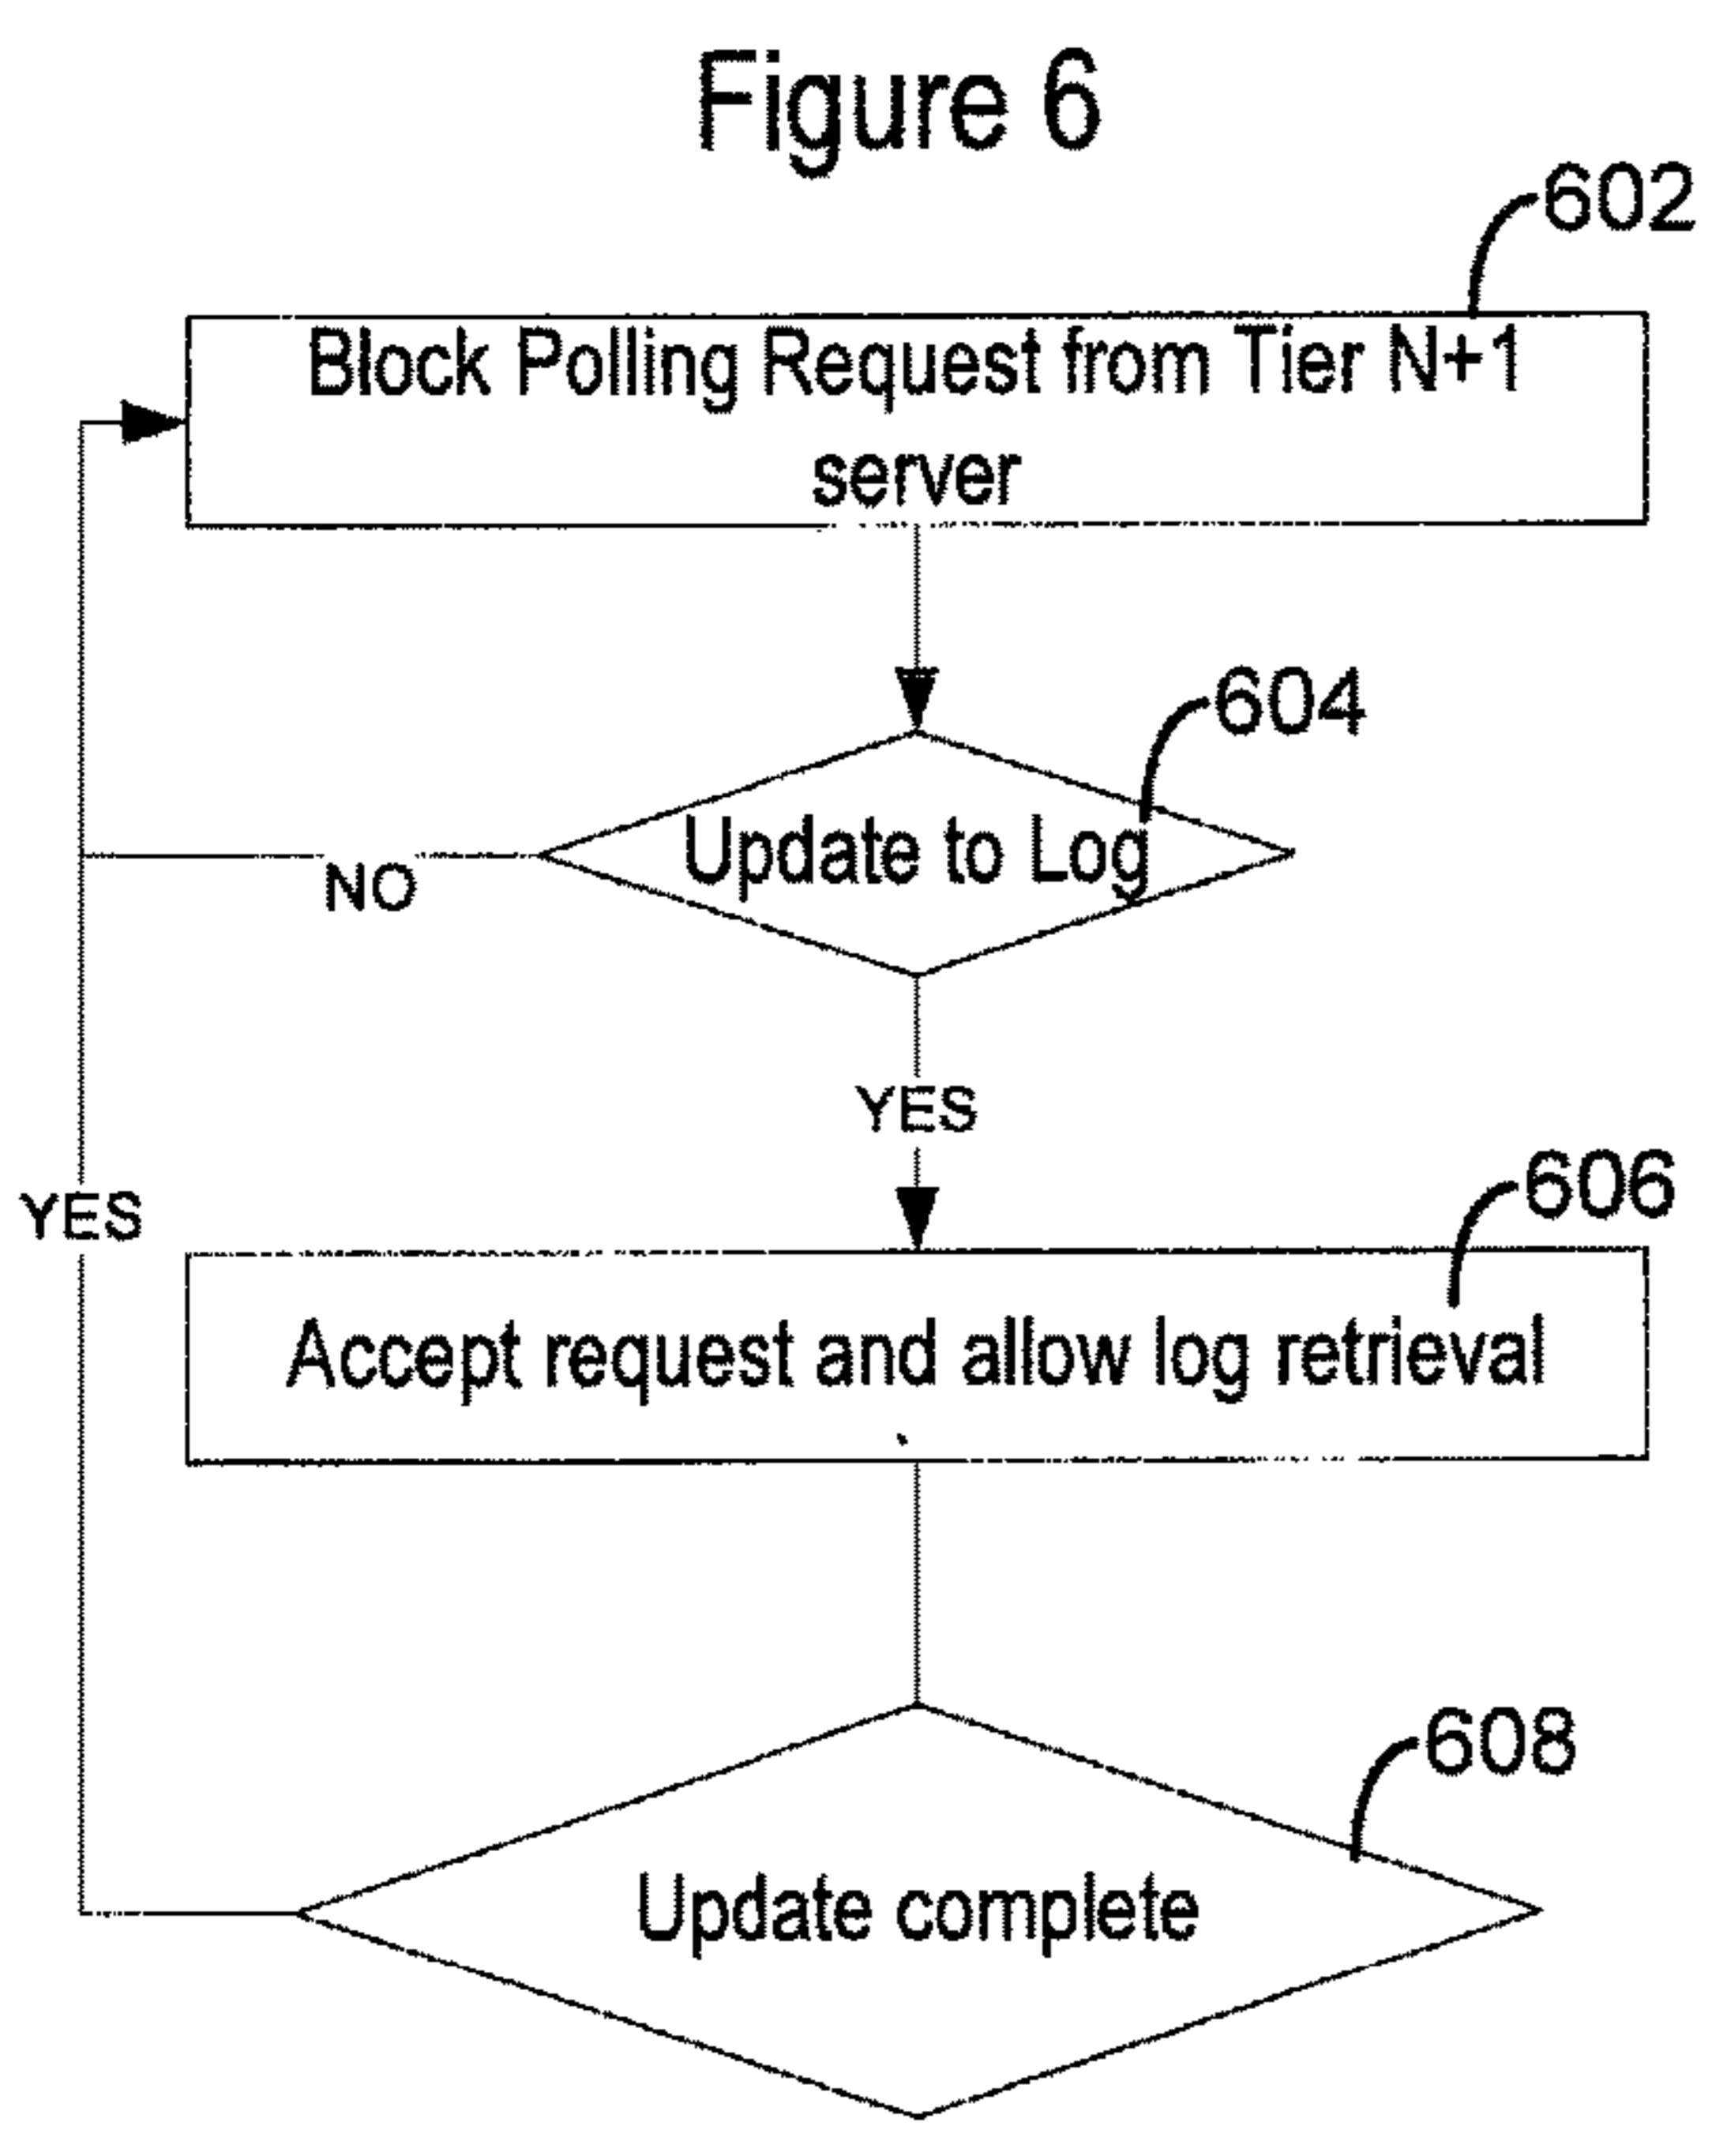 Figure 6
602
Block Polling Request from Tier N+1
server
604
Update to Log
NO
YES
YES
606
Accept request and allow log retrieval
608
Update complete